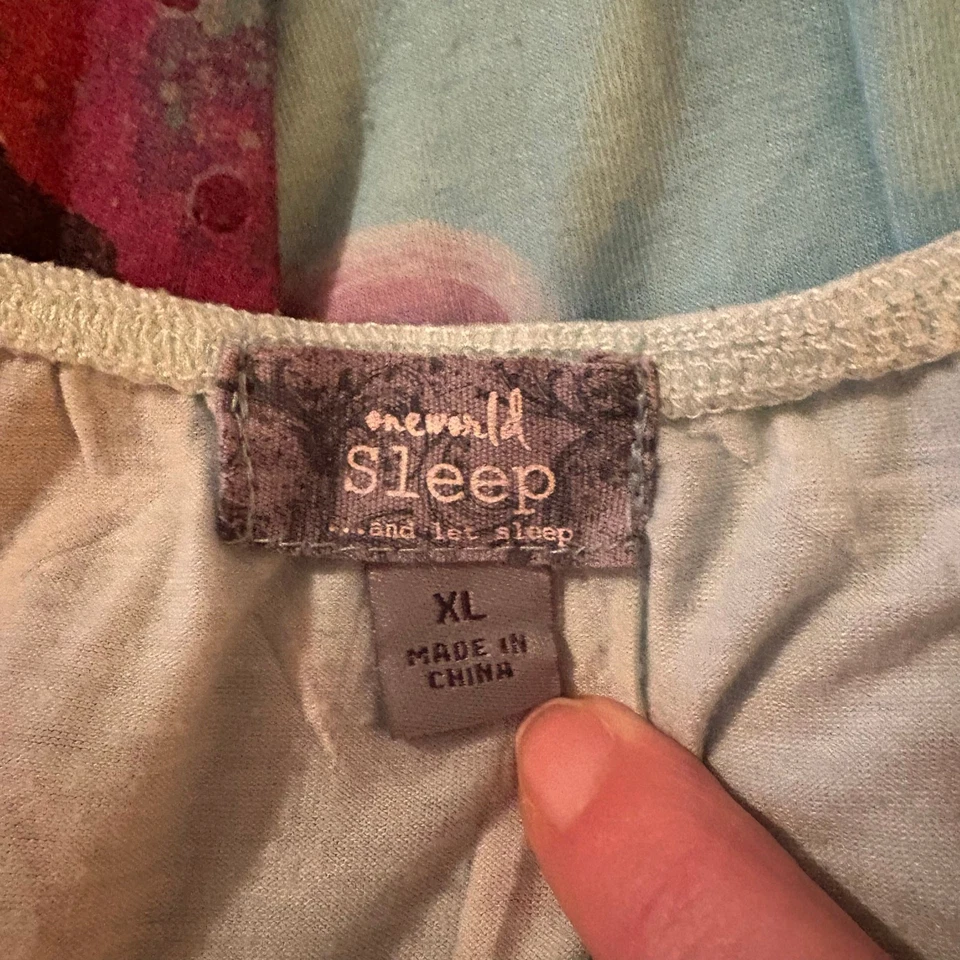 oneworld
Sleep
...and let sleep
XL
MADE IN
CHINA